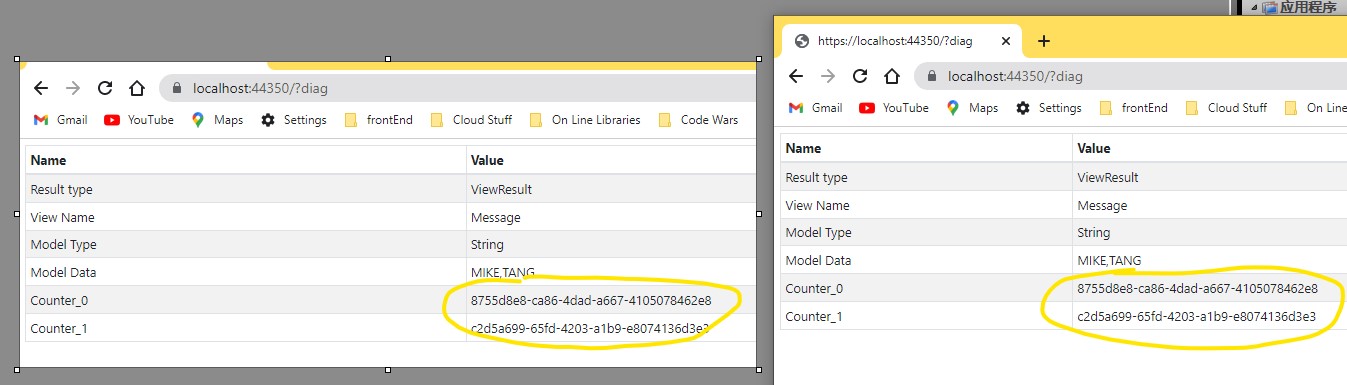 localhost:44350/?diag
Gmail YouTube Maps Settings frontEnd Cloud Stuff On Line Libraries Code Wars
Name Value
Result type ViewResult
View Name Message
Model Type String
Model Data MIKE,TANG
Counter_0 8755d8e8-ca86-4dad-a667-4105078462e8
Counter_1 c2d5a699-65fd-4203-a1b9-e8074136d3e3
应用程序
https://localhost:44350/?diag
localhost:44350/?diag
Gmail YouTube Maps Settings frontEnd Cloud Stuff On Line
Name Value
Result type ViewResult
View Name Message
Model Type String
Model Data MIKE,TANG
Counter_0 8755d8e8-ca86-4dad-a667-4105078462e8
Counter_1 c2d5a699-65fd-4203-a1b9-e8074136d3e3